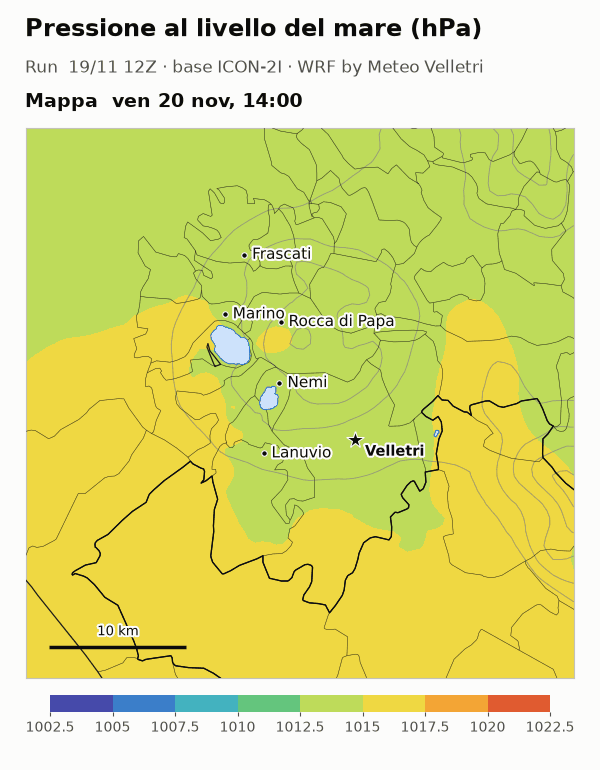 Pressione al livello del mare (hPa)
Run  19/11 12Z · base ICON-2I · WRF by Meteo Velletri
Mappa  ven 20 nov, 14:00
Frascati
Marino
Rocca di Papa
Nemi
Velletri
Lanuvio
10 km
1002.5 1005 1007.5 1010 1012.5 1015 1017.5 1020 1022.5